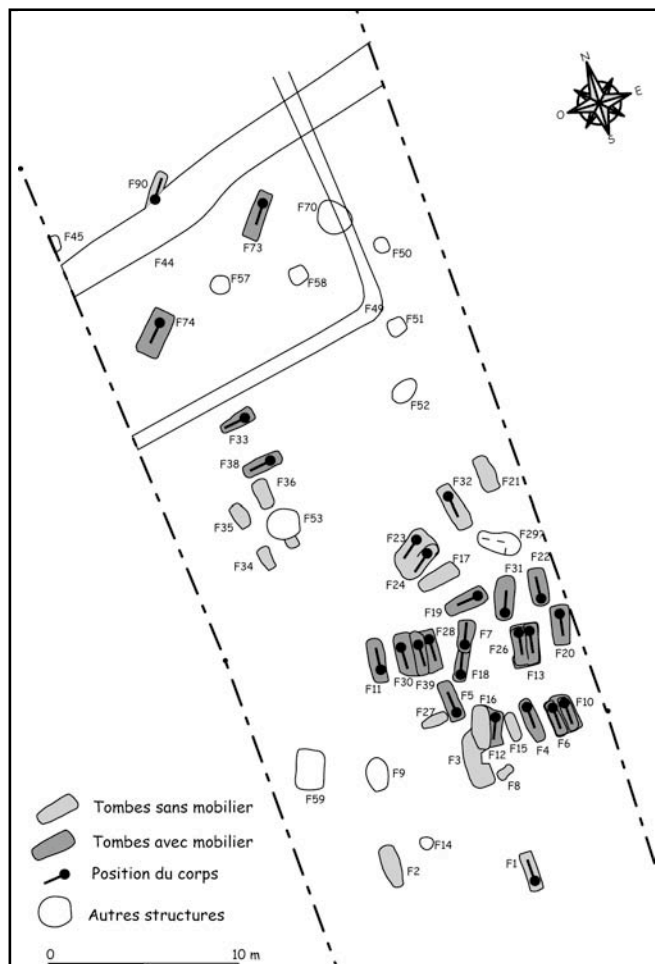 N
E
O
S
F90
F45
F44
F73
F70
F50
F57
F58
F49
F51
F74
F52
F33
F38
F36
F35
F53
F34
F32
F21
F29?
F23
F24
F17
F22
F31
F19
F28
F7
F26
F20
F11
F30
F39
F18
F13
F5
F16
F10
F27
F12
F15
F4
F6
F3
F8
F59
F9
F14
F2
F1
Tombes sans mobilier
Tombes avec mobilier
Position du corps
Autres structures
0 10 m